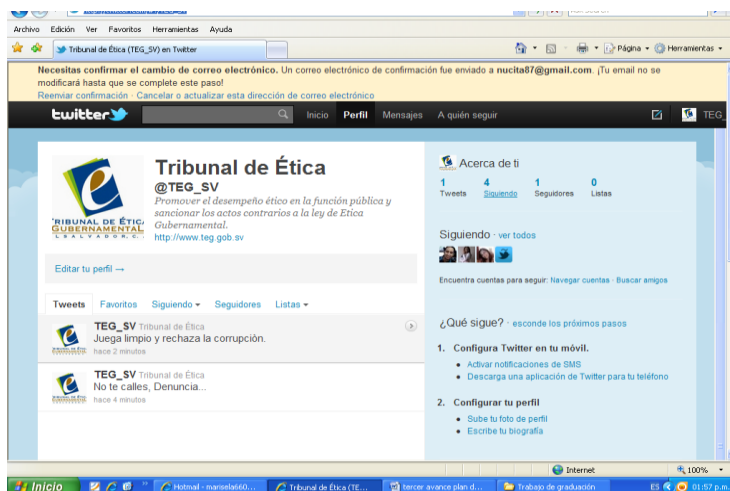 Archivo Edición Ver Favoritos Herramientas Ayuda
Tribunal de Ética (TEG_SV) en Twitter
Página Herramientas
Necesitas confirmar el cambio de correo electrónico. Un correo electrónico de confirmación fue enviado a nucita87@gmail.com. ¡Tu email no se
modificará hasta que se complete este paso!
Reenviar confirmación · Cancelar o actualizar esta dirección de correo electrónico
twitter Inicio Perfil Mensajes A quién seguir TEG_
Tribunal de Ética
@TEG_SV
Promover el desempeño ético en la función pública y
sancionar los actos contrarios a la ley de Etica
Gubernamental.
http://www.teg.gob.sv
TRIBUNAL DE ÉTICA
GUBERNAMENTAL
Editar tu perfil →
Tweets Favoritos Siguiendo Seguidores Listas
TEG_SV Tribunal de Ética
Juega limpio y rechaza la corrupción.
hace 2 minutos
TEG_SV Tribunal de Ética
No te calles, Denuncia...
hace 4 minutos
Acerca de ti
1 4 1 0
Tweets Siguiendo Seguidores Listas
Siguiendo · ver todos
Encuentra cuentas para seguir: Navegar cuentas · Buscar amigos
¿Qué sigue? · esconde los próximos pasos
1. Configura Twitter en tu móvil.
• Activar notificaciones de SMS
• Descarga una aplicación de Twitter para tu teléfono
2. Configurar tu perfil
• Sube tu foto de perfil
• Escribe tu biografía
Internet 100%
Inicio Hotmail - marisela660... Tribunal de Ética (TE... tercer avance plan d... Trabajo de graduación ES 01:57 p.m.